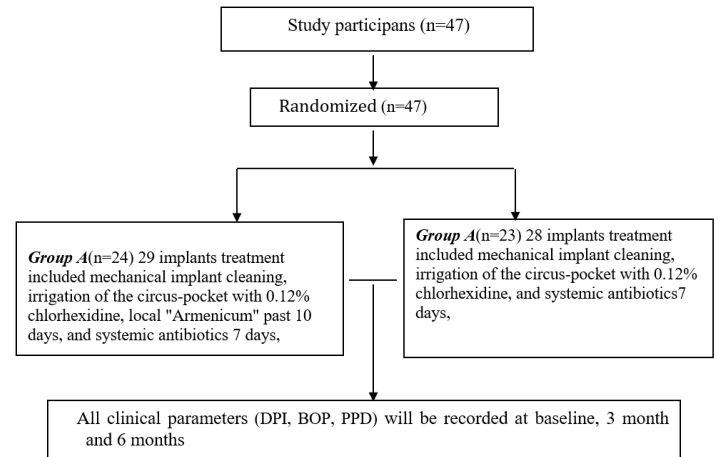 Study participans (n=47)
Randomized (n=47)
Group A(n=24) 29 implants treatment
included mechanical implant cleaning,
irrigation of the circus-pocket with 0.12%
chlorhexidine, local "Armenicum" past 10
days, and systemic antibiotics 7 days,
Group A(n=23) 28 implants treatment
included mechanical implant cleaning,
irrigation of the circus-pocket with 0.12%
chlorhexidine, and systemic antibiotics7
days,
All clinical parameters (DPI, BOP, PPD) will be recorded at baseline, 3 month
and 6 months